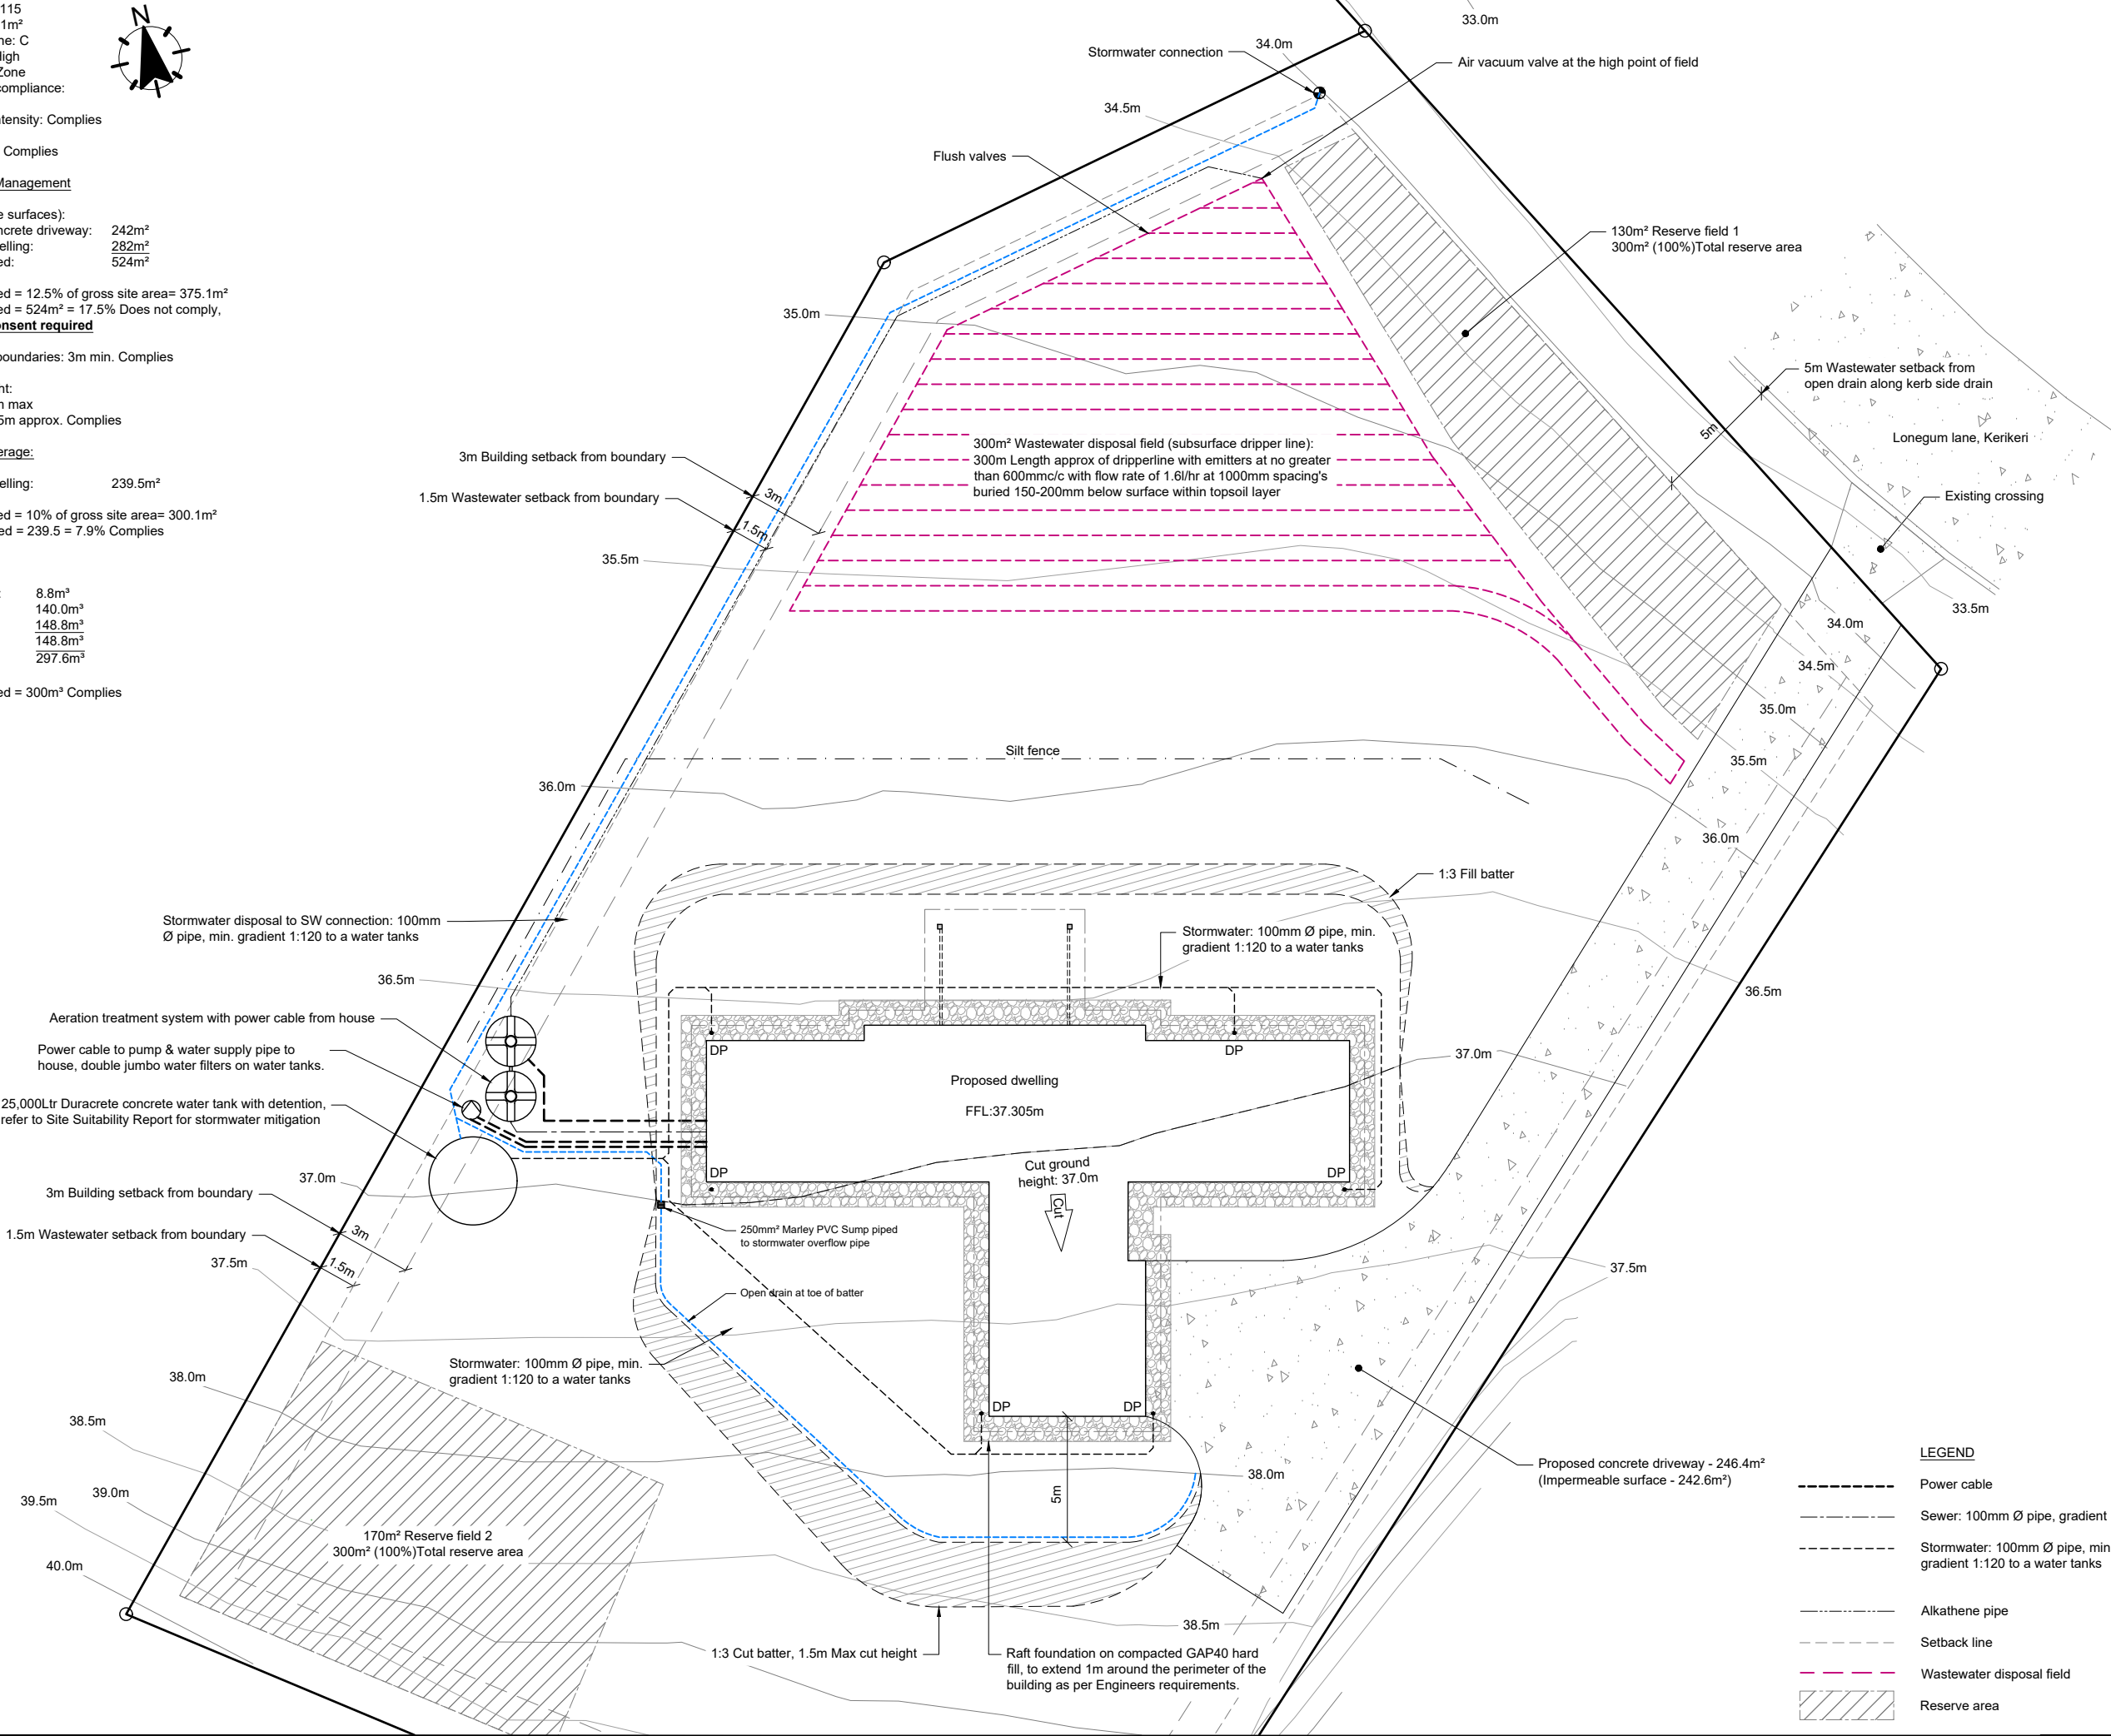 115
1m²
ne: C
High
Zone
compliance:
ntensity: Complies
Complies
Management
e surfaces):
ncrete driveway: 242m²
elling: 282m²
ed: 524m²
ed = 12.5% of gross site area= 375.1m²
ed = 524m² = 17.5% Does not comply,
onsent required
boundaries: 3m min. Complies
nt:
m max
5m approx. Complies
erage:
elling: 239.5m²
ed = 10% of gross site area= 300.1m²
ed = 239.5 = 7.9% Complies
: 8.8m³
140.0m³
148.8m³
148.8m³
297.6m³
ed = 300m³ Complies
N
33.0m
34.0m
Stormwater connection
Air vacuum valve at the high point of field
34.5m
Flush valves
130m² Reserve field 1
300m² (100%)Total reserve area
35.0m
5m Wastewater setback from
open drain along kerb side drain
5m
Lonegum lane, Kerikeri
300m² Wastewater disposal field (subsurface dripper line):
300m Length approx of dripperline with emitters at no greater
than 600mmc/c with flow rate of 1.6l/hr at 1000mm spacing's
buried 150-200mm below surface within topsoil layer
3m Building setback from boundary
3m
1.5m Wastewater setback from boundary
1.5m
Existing crossing
35.5m
33.5m
34.0m
34.5m
35.0m
35.5m
Silt fence
36.0m
36.0m
1:3 Fill batter
Stormwater disposal to SW connection: 100mm
Ø pipe, min. gradient 1:120 to a water tanks
Stormwater: 100mm Ø pipe, min.
gradient 1:120 to a water tanks
36.5m
36.5m
Aeration treatment system with power cable from house
Power cable to pump & water supply pipe to
house, double jumbo water filters on water tanks.
25,000Ltr Duracrete concrete water tank with detention,
refer to Site Suitability Report for stormwater mitigation
DP
DP
37.0m
Proposed dwelling
FFL:37.305m
Cut ground
height: 37.0m
Cut
DP
DP
37.0m
3m Building setback from boundary
3m
1.5m Wastewater setback from boundary
1.5m
250mm² Marley PVC Sump piped
to stormwater overflow pipe
37.5m
37.5m
Open drain at toe of batter
Stormwater: 100mm Ø pipe, min.
gradient 1:120 to a water tanks
38.0m
DP
DP
38.5m
38.0m
5m
Proposed concrete driveway - 246.4m²
(Impermeable surface - 242.6m²)
39.0m
39.5m
170m² Reserve field 2
300m² (100%)Total reserve area
40.0m
38.5m
1:3 Cut batter, 1.5m Max cut height
Raft foundation on compacted GAP40 hard
fill, to extend 1m around the perimeter of the
building as per Engineers requirements.
LEGEND
Power cable
Sewer: 100mm Ø pipe, gradient
Stormwater: 100mm Ø pipe, min
gradient 1:120 to a water tanks
Alkathene pipe
Setback line
Wastewater disposal field
Reserve area